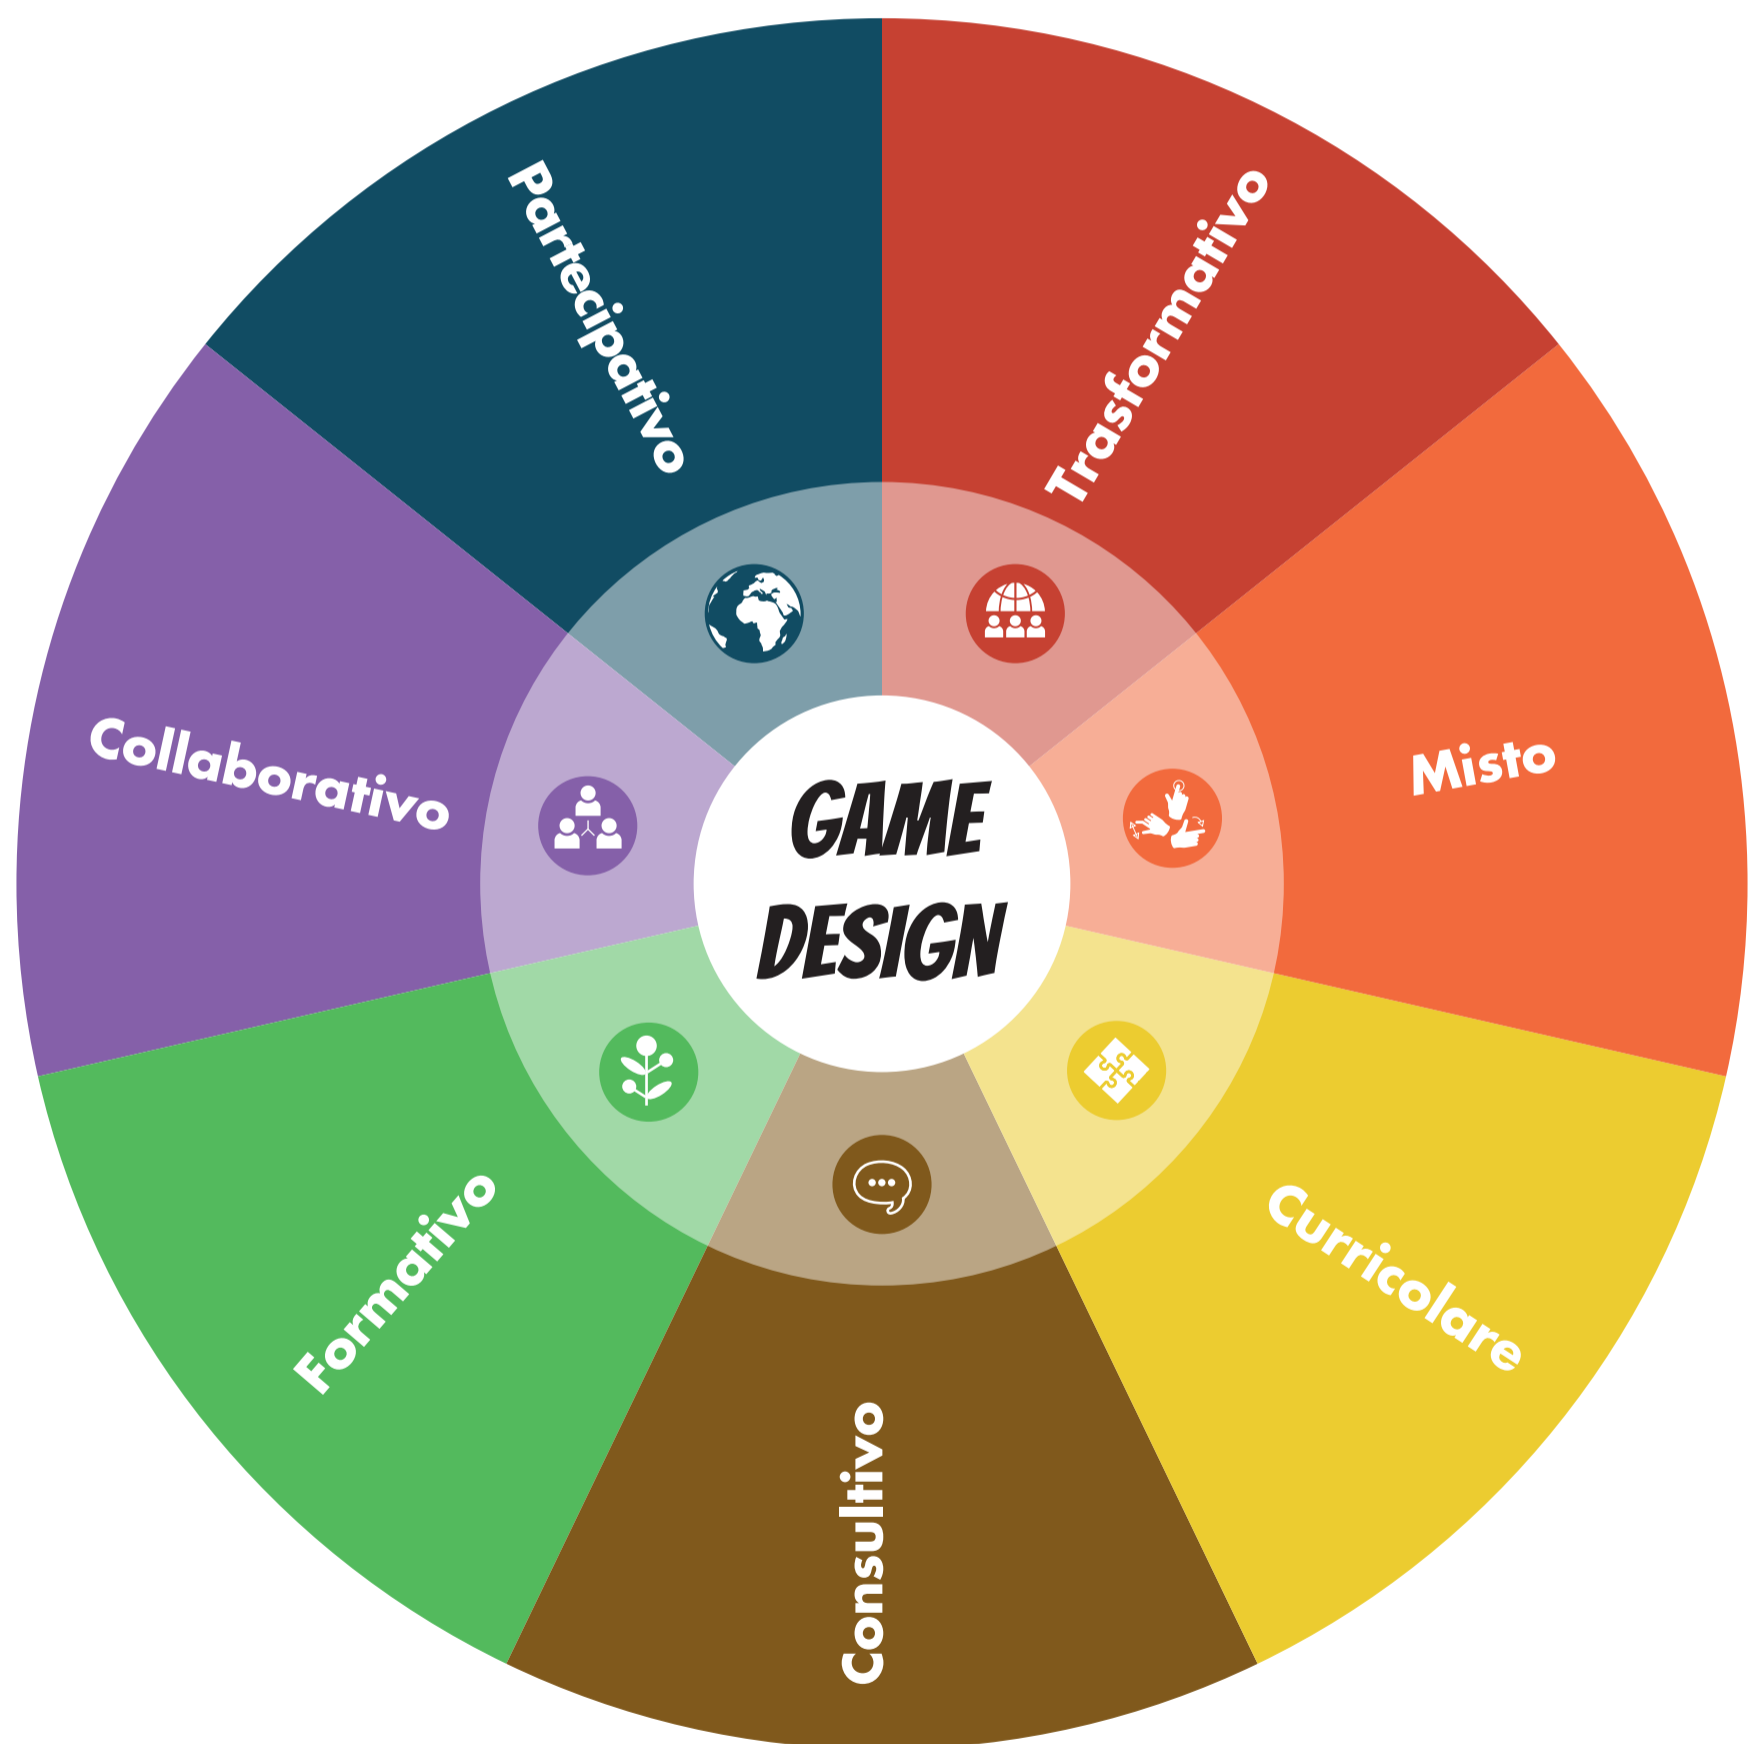 GAME
DESIGN
Trasformativo
Misto
Curricolare
Consultivo
Formativo
Collaborativo
Partecipativo